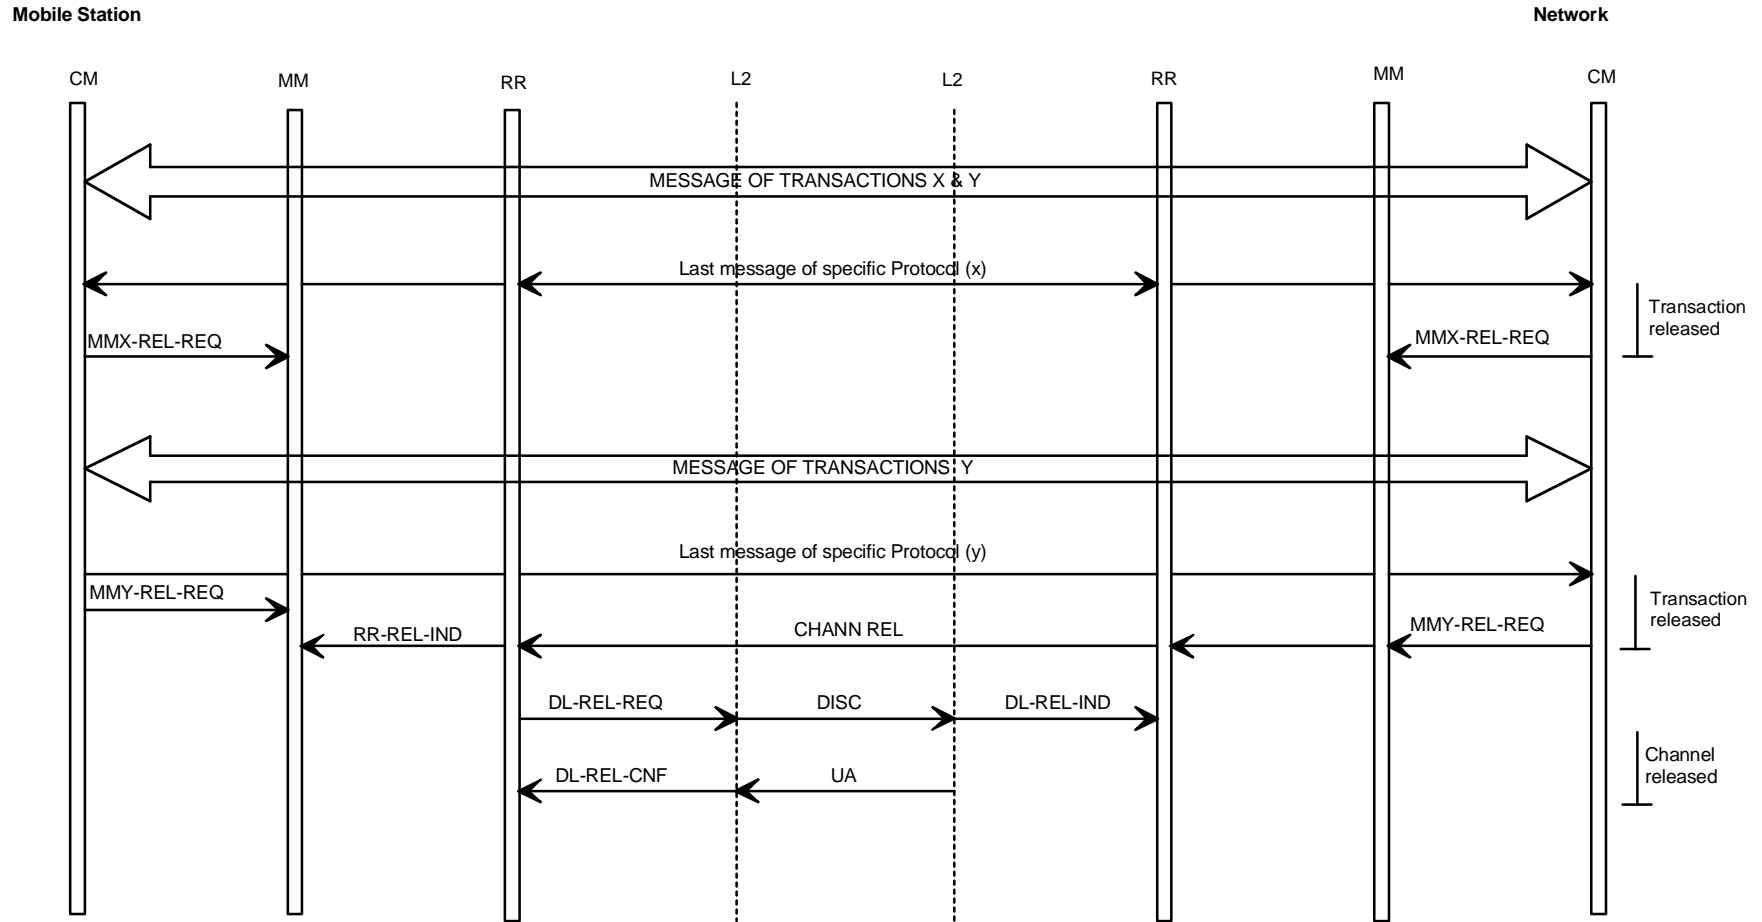 Mobile Station
Network
CM
MM
RR
L2
L2
RR
MM
CM
MESSAGE OF TRANSACTIONS X & Y
Last message of specific Protocol (x)
Transaction
released
MMX-REL-REQ
MMX-REL-REQ
MESSAGE OF TRANSACTIONS Y
Last message of specific Protocol (y)
MMY-REL-REQ
Transaction
released
RR-REL-IND
CHANN REL
MMY-REL-REQ
DL-REL-REQ
DISC
DL-REL-IND
Channel
released
DL-REL-CNF
UA